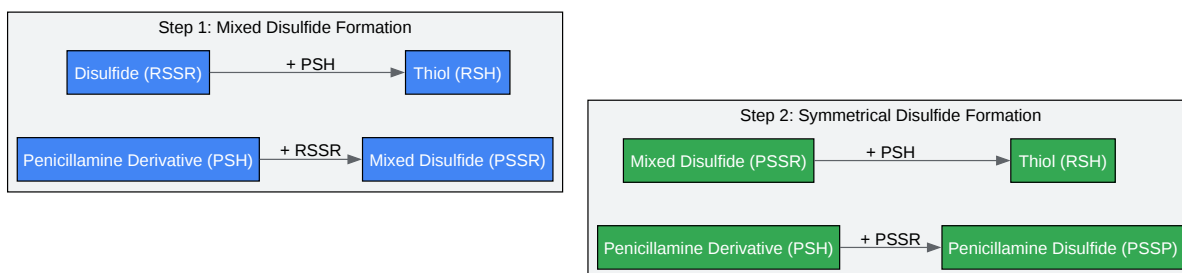 Step 1: Mixed Disulfide Formation
Disulfide (RSSR)
+ PSH
Thiol (RSH)
Penicillamine Derivative (PSH)
+ RSSR
Mixed Disulfide (PSSR)
Step 2: Symmetrical Disulfide Formation
Mixed Disulfide (PSSR)
+ PSH
Thiol (RSH)
Penicillamine Derivative (PSH)
+ PSSR
Penicillamine Disulfide (PSSP)